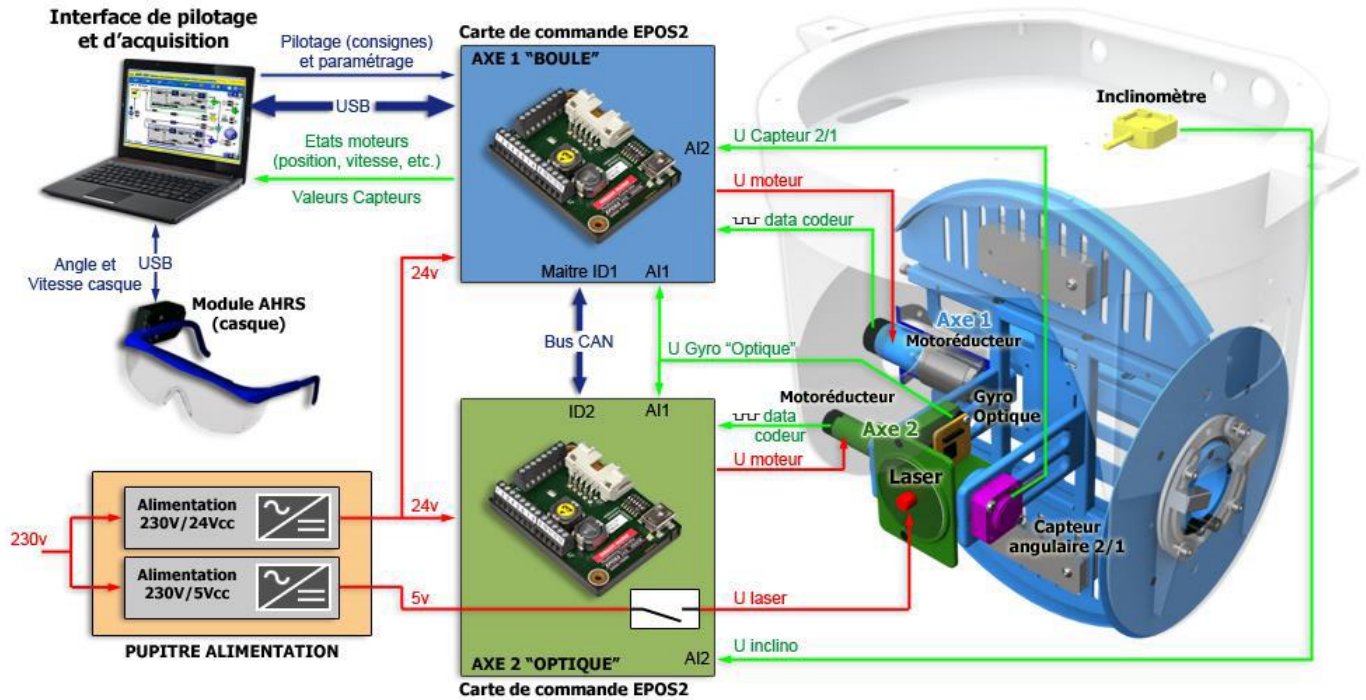 Interface de pilotage
et d'acquisition
Pilotage (consignes)
et paramétrage
USB
Etats moteurs
(position, vitesse, etc.)
Valeurs Capteurs
Angle et
Vitesse casque
USB
Module AHRS
(casque)
Carte de commande EPOS2
AXE 1 "BOULE"
AI2
Maitre ID1
AI1
24v
Bus CAN
U Gyro "Optique"
U Capteur 2/1
U moteur
data codeur
Inclinomètre
Axe 1
Motoréducteur
Motoréducteur
Axe 2
Gyro
Optique
Laser
Capteur
angulaire 2/1
ID2
AI1
data
codeur
U moteur
U laser
U inclino
AI2
AXE 2 "OPTIQUE"
Carte de commande EPOS2
230v
Alimentation
230V/24Vcc
Alimentation
230V/5Vcc
24v
5v
PUPITRE ALIMENTATION